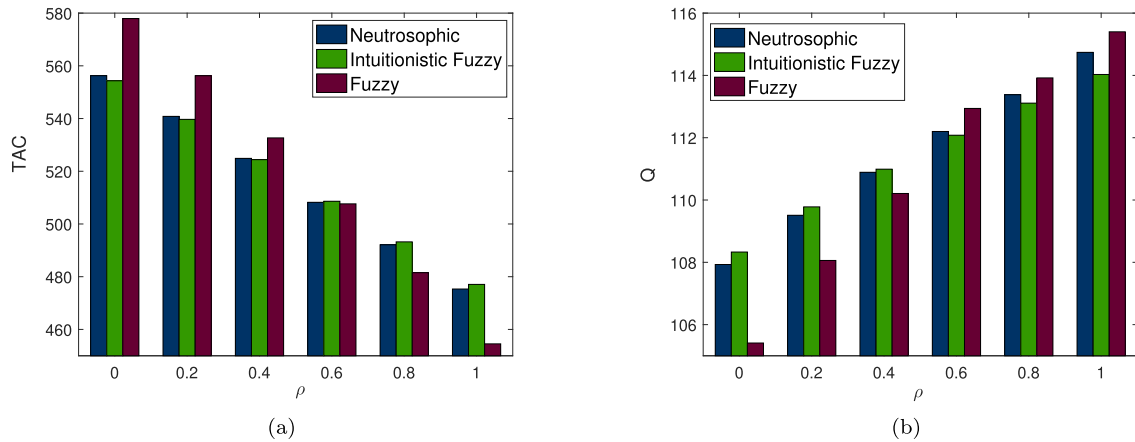 580
560
540
520
500
480
460
TAC
Neutrosophic
Intuitionistic Fuzzy
Fuzzy
0 0.2 0.4 0.6 0.8 1
ρ
(a)
116
114
112
110
108
106
Q
Neutrosophic
Intuitionistic Fuzzy
Fuzzy
0 0.2 0.4 0.6 0.8 1
ρ
(b)